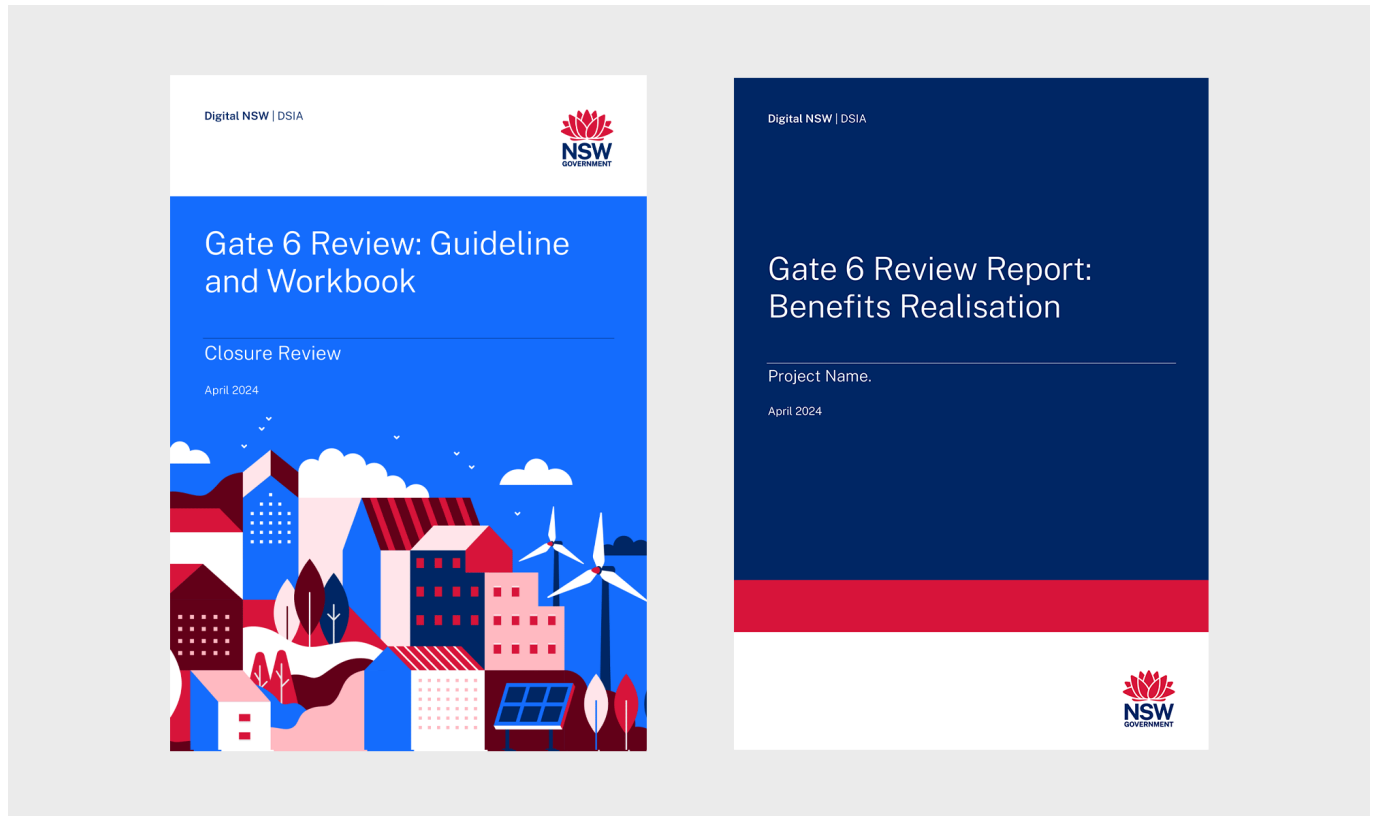 Digital NSW | DSIA
NSW
GOVERNMENT
Gate 6 Review: Guideline
and Workbook
Closure Review
April 2024
Digital NSW | DSIA
Gate 6 Review Report:
Benefits Realisation
Project Name.
April 2024
NSW
GOVERNMENT